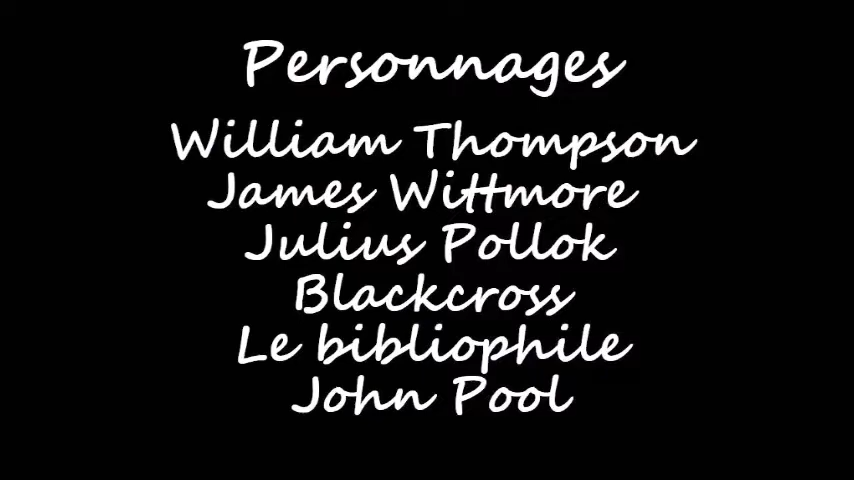 Personnages
William Thompson
James Wittmore
Julius Pollok
Blackcross
Le bibliophile
John Pool